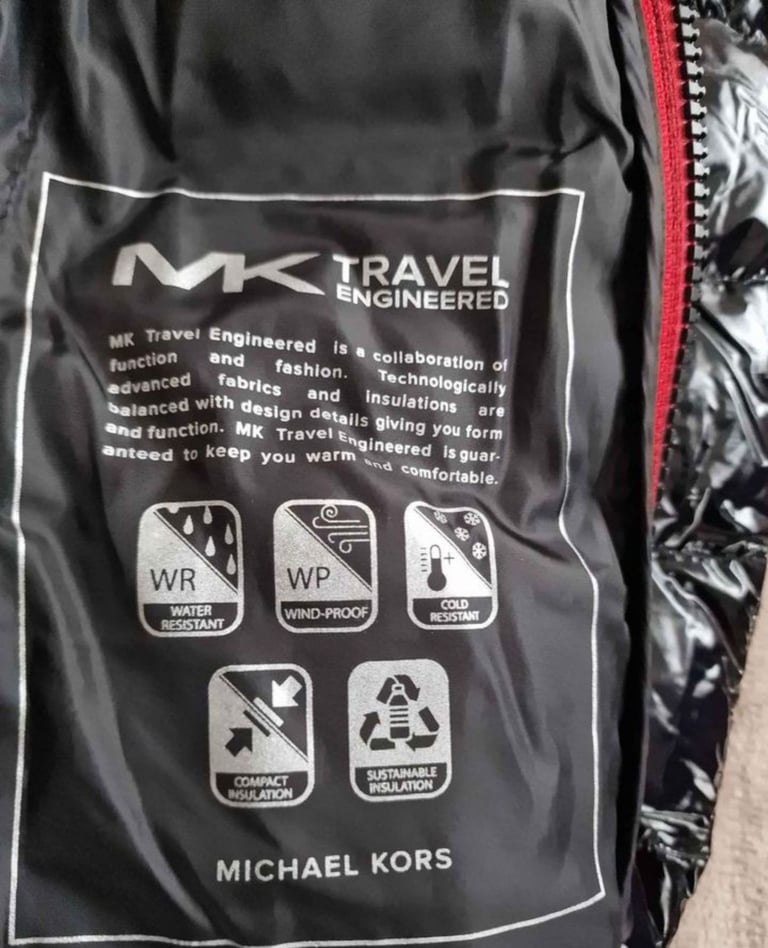 MK TRAVEL
ENGINEERED
MK Travel Engineered is a collaboration of
function and fashion. Technologically
advanced fabrics and insulations are
balanced with design details giving you form
and function. MK Travel Engineered is guar-
anteed to keep you warm and comfortable.
WR
WATER
RESISTANT
WP
WIND-PROOF
COLD
RESISTANT
COMPACT
INSULATION
SUSTAINABLE
INSULATION
MICHAEL KORS